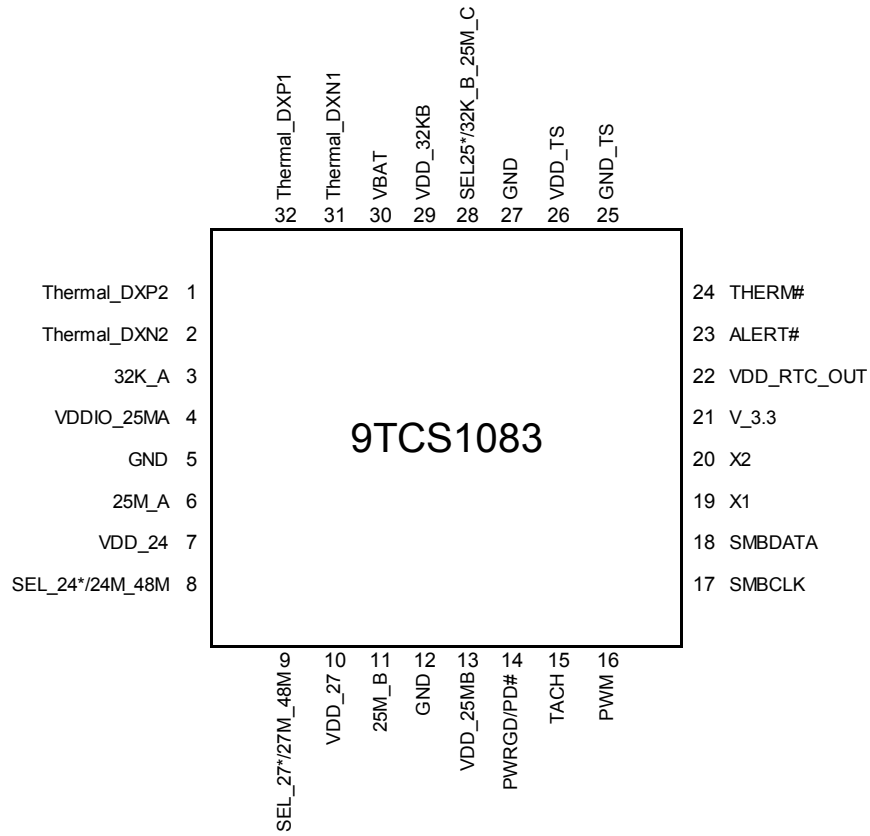 Thermal_DXP1
Thermal_DXN1
VBAT
VDD_32KB
SEL25*/32K_B_25M_C
GND
VDD_TS
GND_TS
32 31 30 29 28 27 26 25
Thermal_DXP2 1
Thermal_DXN2 2
32K_A 3
VDDIO_25MA 4
GND 5
25M_A 6
VDD_24 7
SEL_24*/24M_48M 8
9TCS1083
24 THERM#
23 ALERT#
22 VDD_RTC_OUT
21 V_3.3
20 X2
19 X1
18 SMBDATA
17 SMBCLK
9 10 11 12 13 14 15 16
SEL_27*/27M_48M
VDD_27
25M_B
GND
VDD_25MB
PWRGD/PD#
TACH
PWM